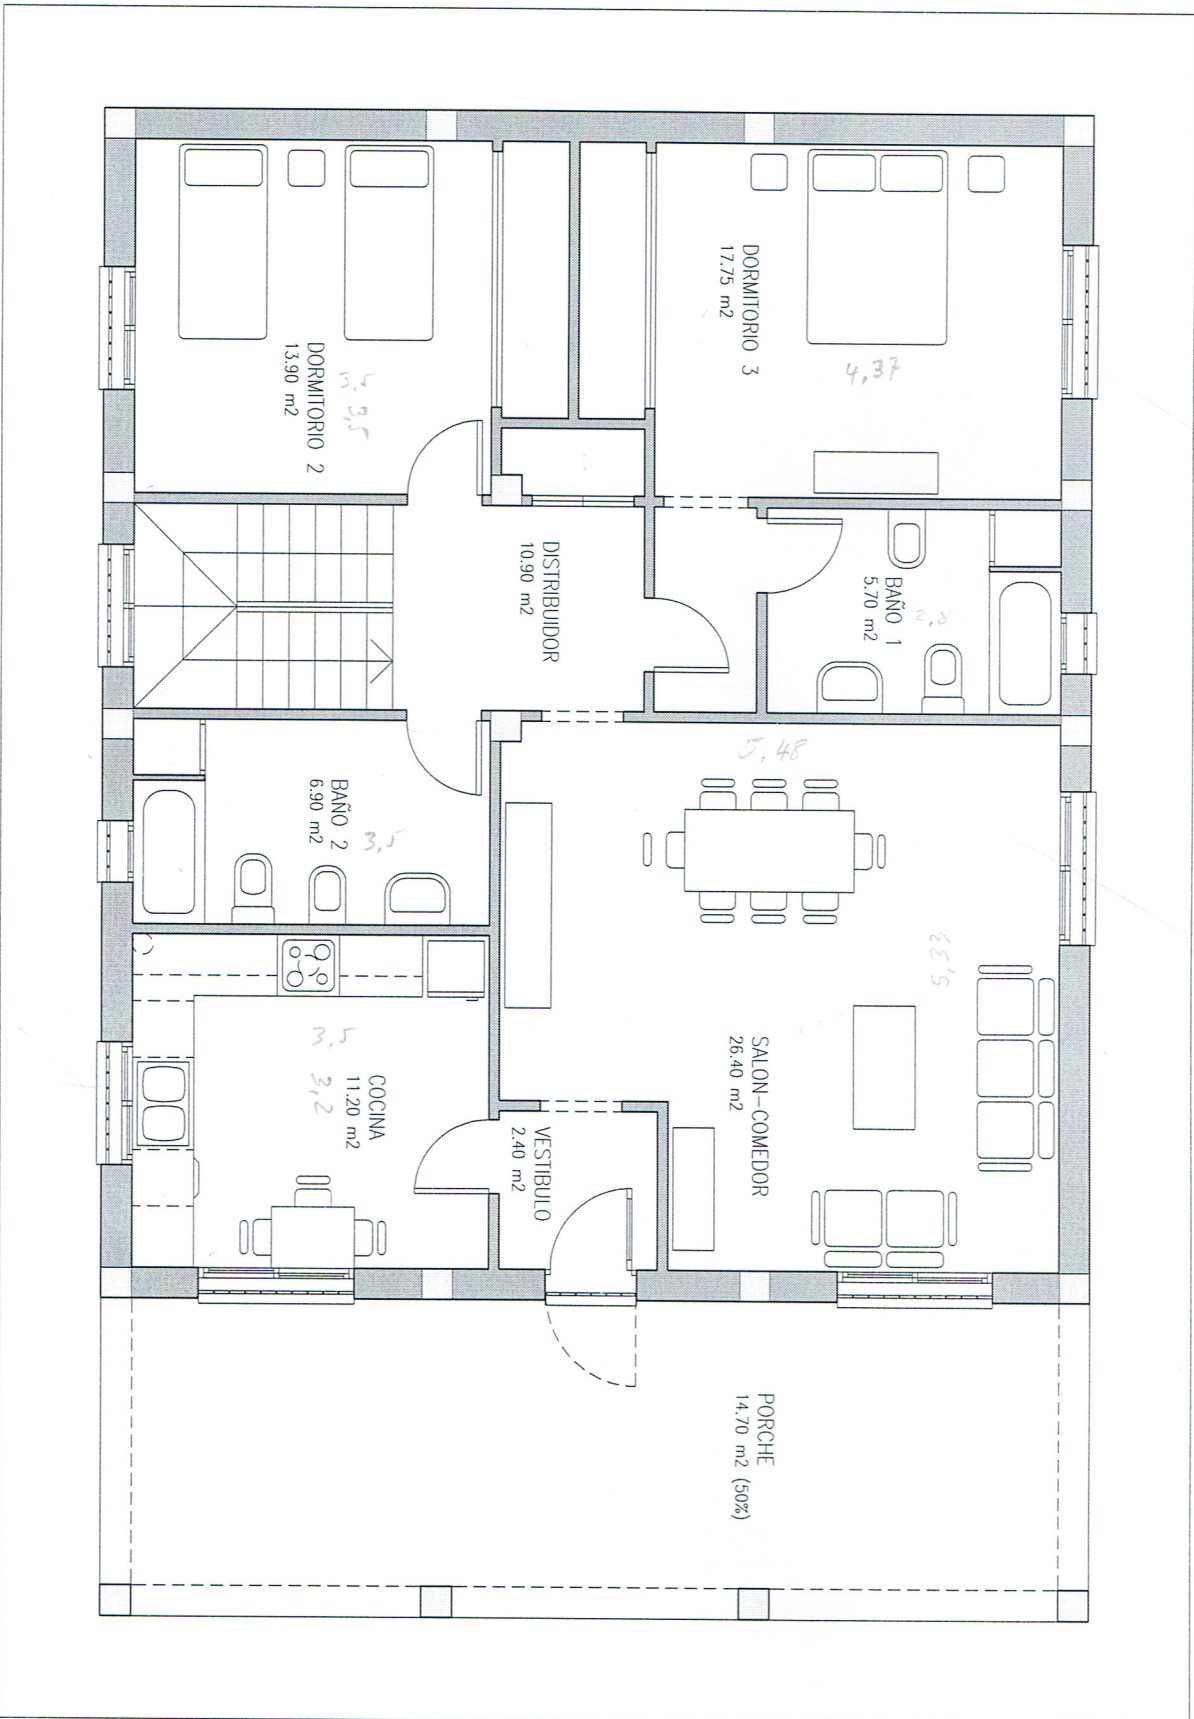 DORMITORIO 3
17.75 m2
4,37
DORMITORIO 2
13.90 m2
3,5
3,5
DISTRIBUIDOR
10.90 m2
BAÑO 1
5.70 m2
2,8
BAÑO 2
6.90 m2
3,5
5,48
5,33
SALON-COMEDOR
26.40 m2
COCINA
11.20 m2
3,5
3,2
VESTIBULO
2.40 m2
PORCHE
14.70 m2 (50%)